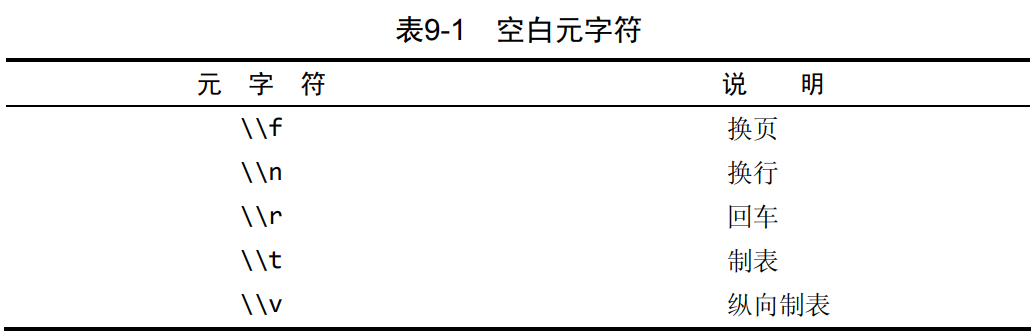 表9-1 空白元字符
元 字 符 说 明
\\f 换页
\\n 换行
\\r 回车
\\t 制表
\\v 纵向制表